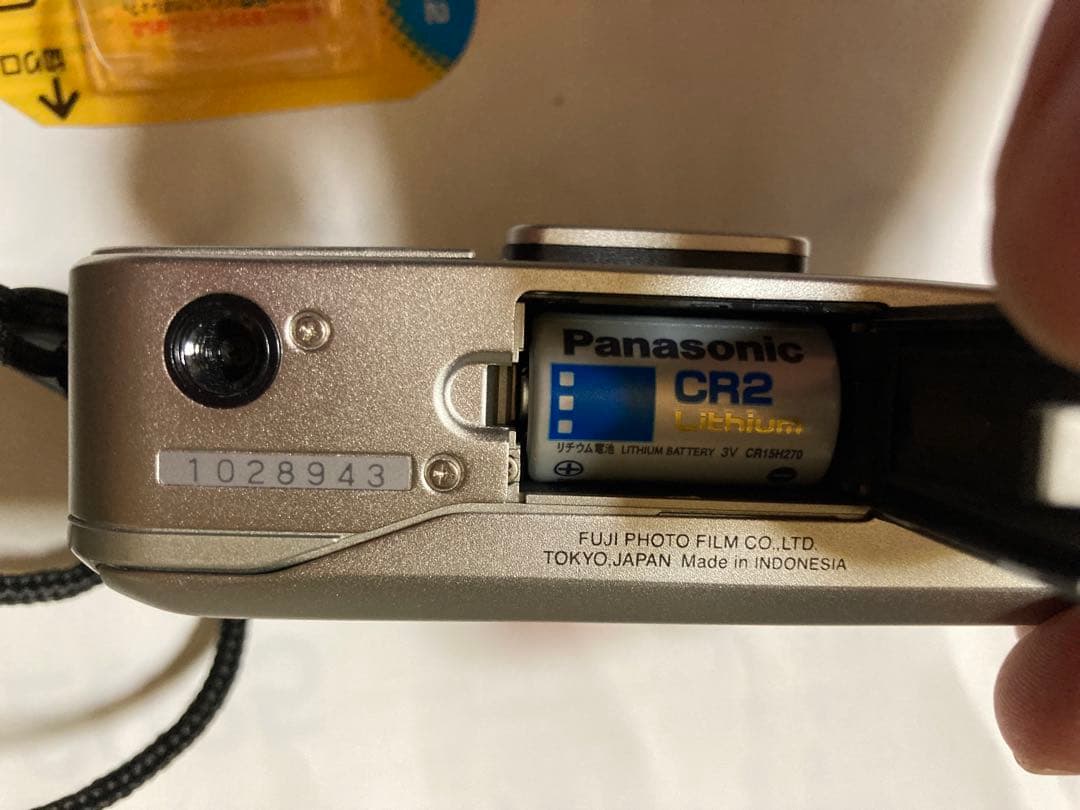 1028943
Panasonic
CR2
Lithium
リチウム電池 LITHIUM BATTERY 3V CR15H270
FUJI PHOTO FILM CO.,LTD.
TOKYO,JAPAN Made in INDONESIA